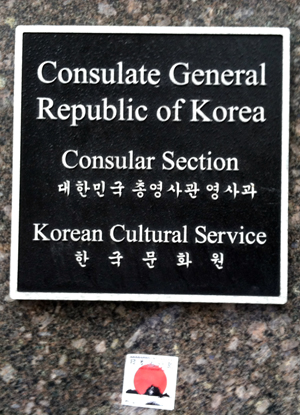 Consulate General
Republic of Korea
Consular Section
대한민국 총영사관 영사과
Korean Cultural Service
한 국 문 화 원